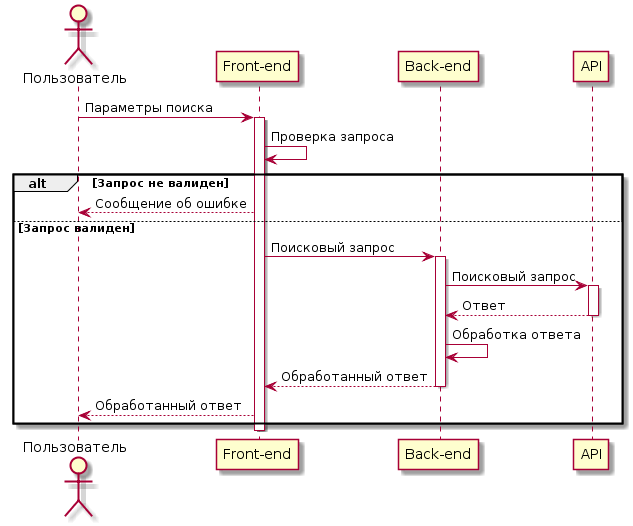 Пользователь
Front-end
Back-end
API
Параметры поиска
Проверка запроса
alt
[Запрос не валиден]
Сообщение об ошибке
[Запрос валиден]
Поисковый запрос
Поисковый запрос
Ответ
Обработка ответа
Обработанный ответ
Обработанный ответ
Пользователь
Front-end
Back-end
API